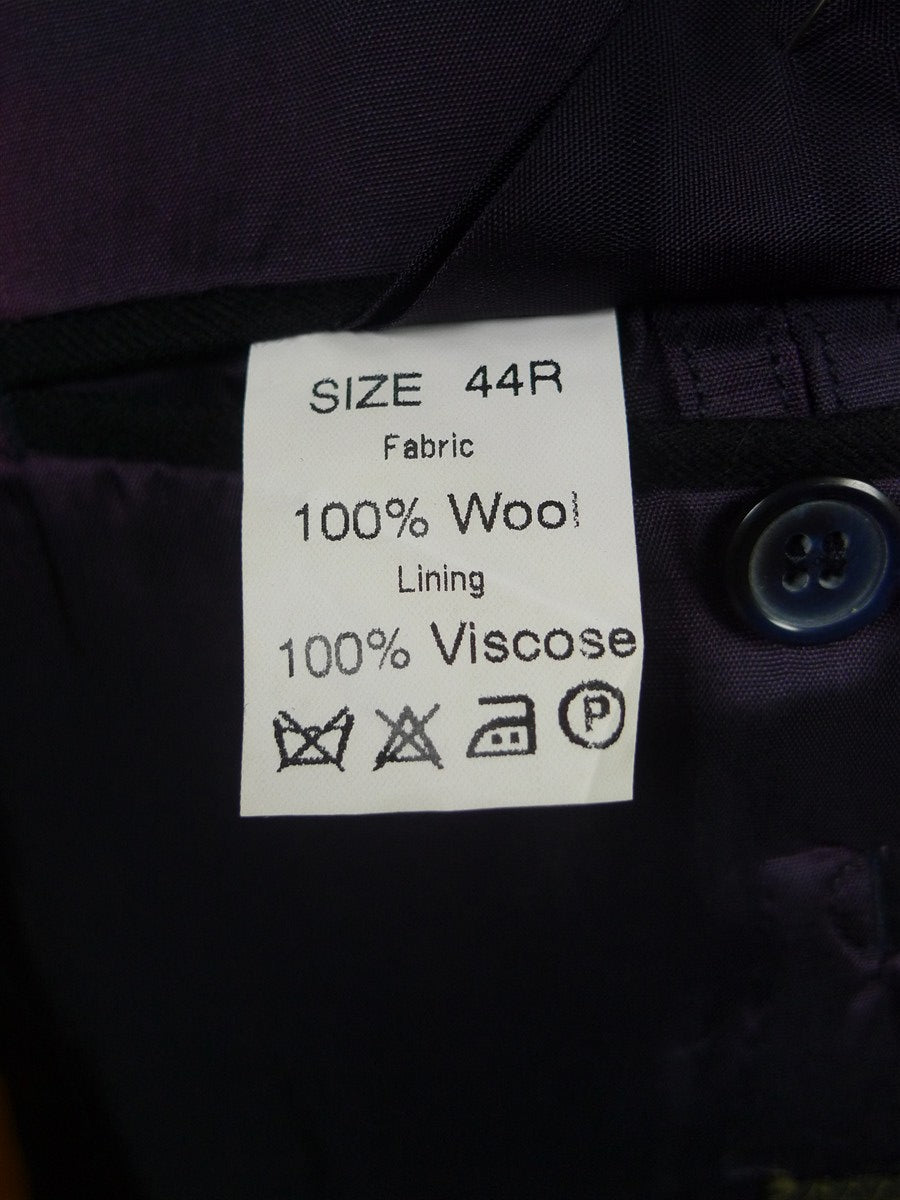 SIZE 44R
Fabric
100% Wool
Lining
100% Viscose
P